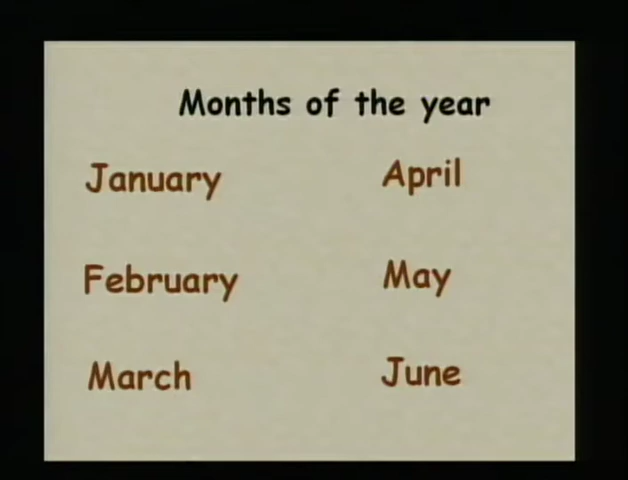 Months of the year
January
February
March
April
May
June